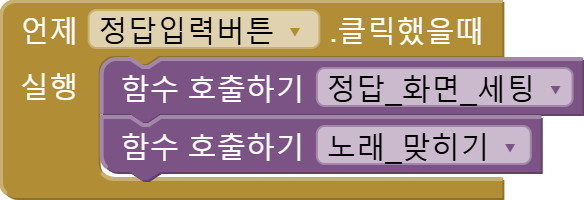 언제 정답입력버튼 .클릭했을때
실행 함수 호출하기 정답_화면_세팅
함수 호출하기 노래_맞히기